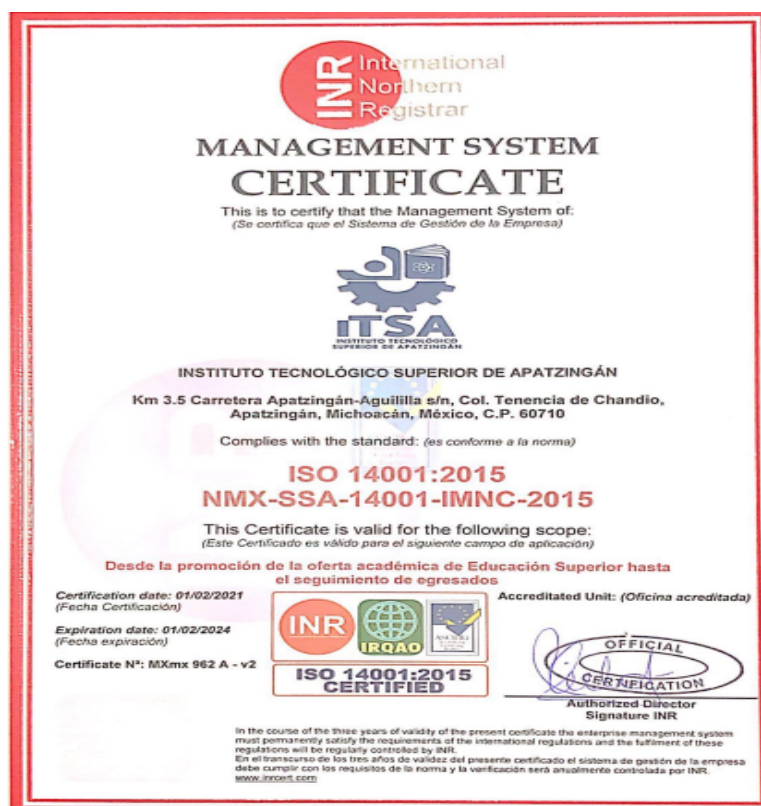 INR International
Northern
Registrar
MANAGEMENT SYSTEM
CERTIFICATE
This is to certify that the Management System of:
(Se certifica que el Sistema de Gestión de la Empresa)
iTSA
INSTITUTO TECNOLÓGICO
SUPERIOR DE APATZINGÁN
INSTITUTO TECNOLÓGICO SUPERIOR DE APATZINGÁN
Km 3.5 Carretera Apatzingán-Aguililla s/n, Col. Tenencia de Chandio,
Apatzingán, Michoacán, México, C.P. 60710
Complies with the standard: (es conforme a la norma)
ISO 14001:2015
NMX-SSA-14001-IMNC-2015
This Certificate is valid for the following scope:
(Este Certificado es válido para el siguiente campo de aplicación)
Desde la promoción de la oferta académica de Educación Superior hasta
el seguimiento de egresados
Certification date: 01/02/2021
(Fecha Certificación)
Expiration date: 01/02/2024
(Fecha expiración)
Certificate Nª: MXmx 962 A - v2
INR
IRQAO
ISO 14001:2015
CERTIFIED
Accreditated Unit: (Oficina acreditada)
OFFICIAL
CERTIFICATION
Authorized Director
Signature INR
In the course of the three years of validity of the present certificate the enterprise management system
must permanently satisfy the requirements of the international regulations and the fulfilment of these
regulations will be regularly controlled by INR.
En el transcurso de los tres años de validez del presente certificado el sistema de gestión de la empresa
debe cumplir con los requisitos de la norma y la verificación será anualmente controlada por INR.
www.inrcert.com